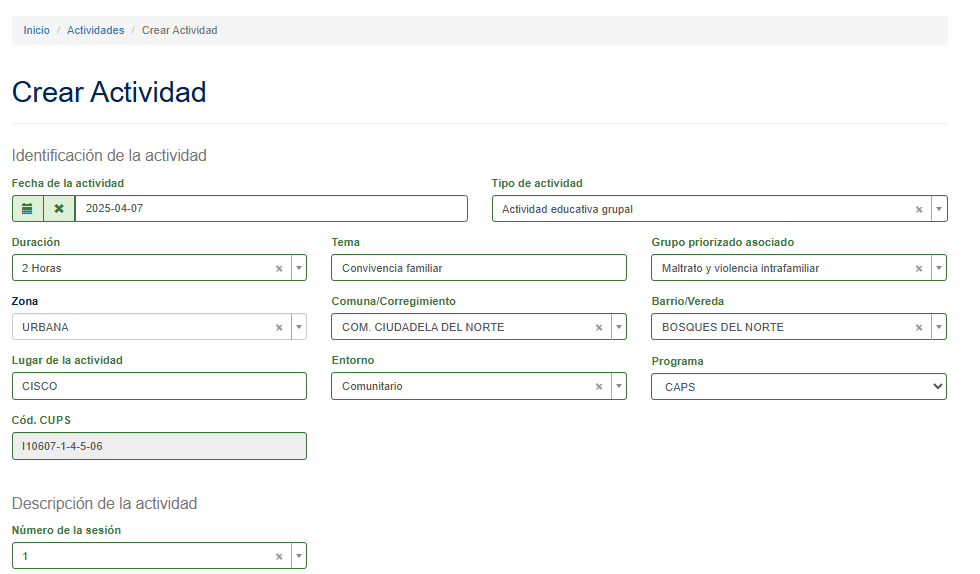 Inicio / Actividades / Crear Actividad
Crear Actividad
Identificación de la actividad
Fecha de la actividad Tipo de actividad
2025-04-07 Actividad educativa grupal
Duración Tema Grupo priorizado asociado
2 Horas Convivencia familiar Maltrato y violencia intrafamiliar
Zona Comuna/Corregimiento Barrio/Vereda
URBANA COM. CIUDADELA DEL NORTE BOSQUES DEL NORTE
Lugar de la actividad Entorno Programa
CISCO Comunitario CAPS
Cód. CUPS
I10607-1-4-5-06
Descripción de la actividad
Número de la sesión
1